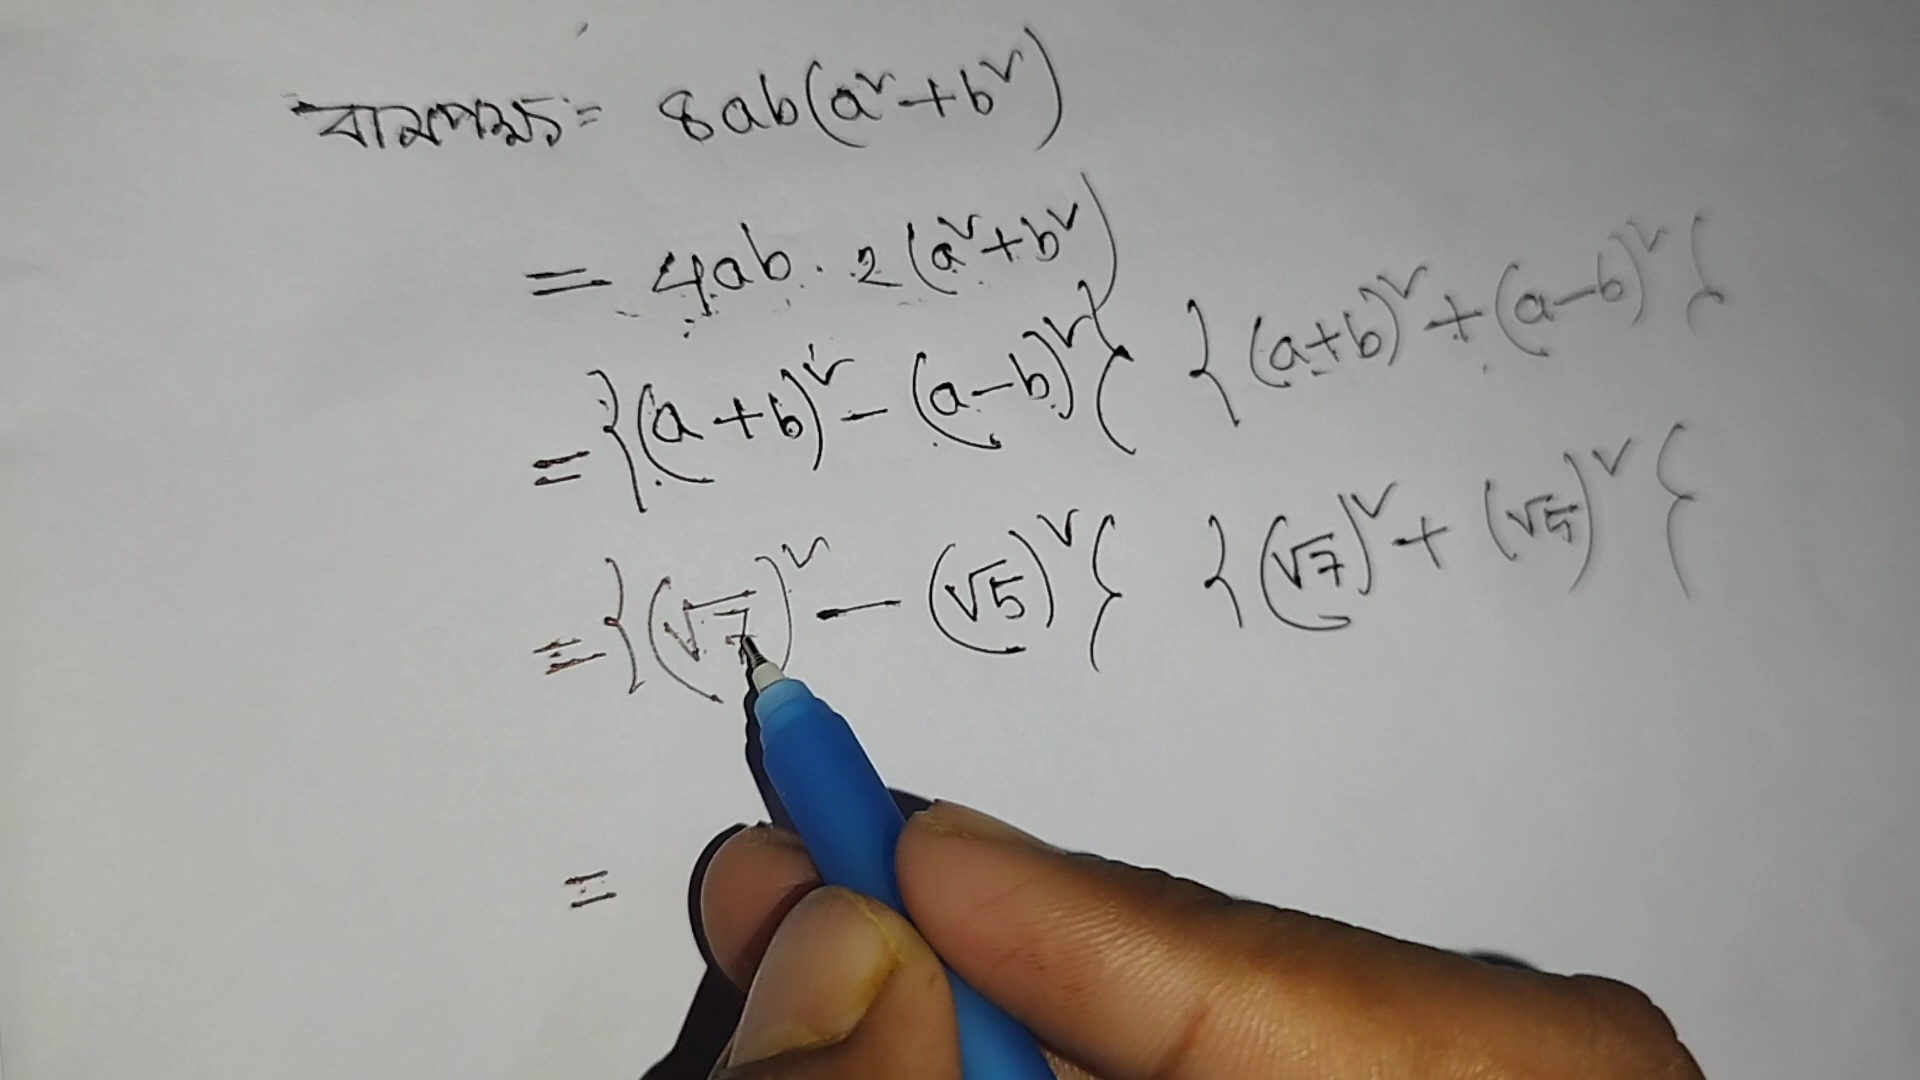 বামপক্ষ = 8ab(a²+b²)
= 4ab · 2(a²+b²)
= {(a+b)² - (a-b)²} {(a+b)² + (a-b)²}
= {(√7)² - (√5)²} {(√7)² + (√5)²}
=